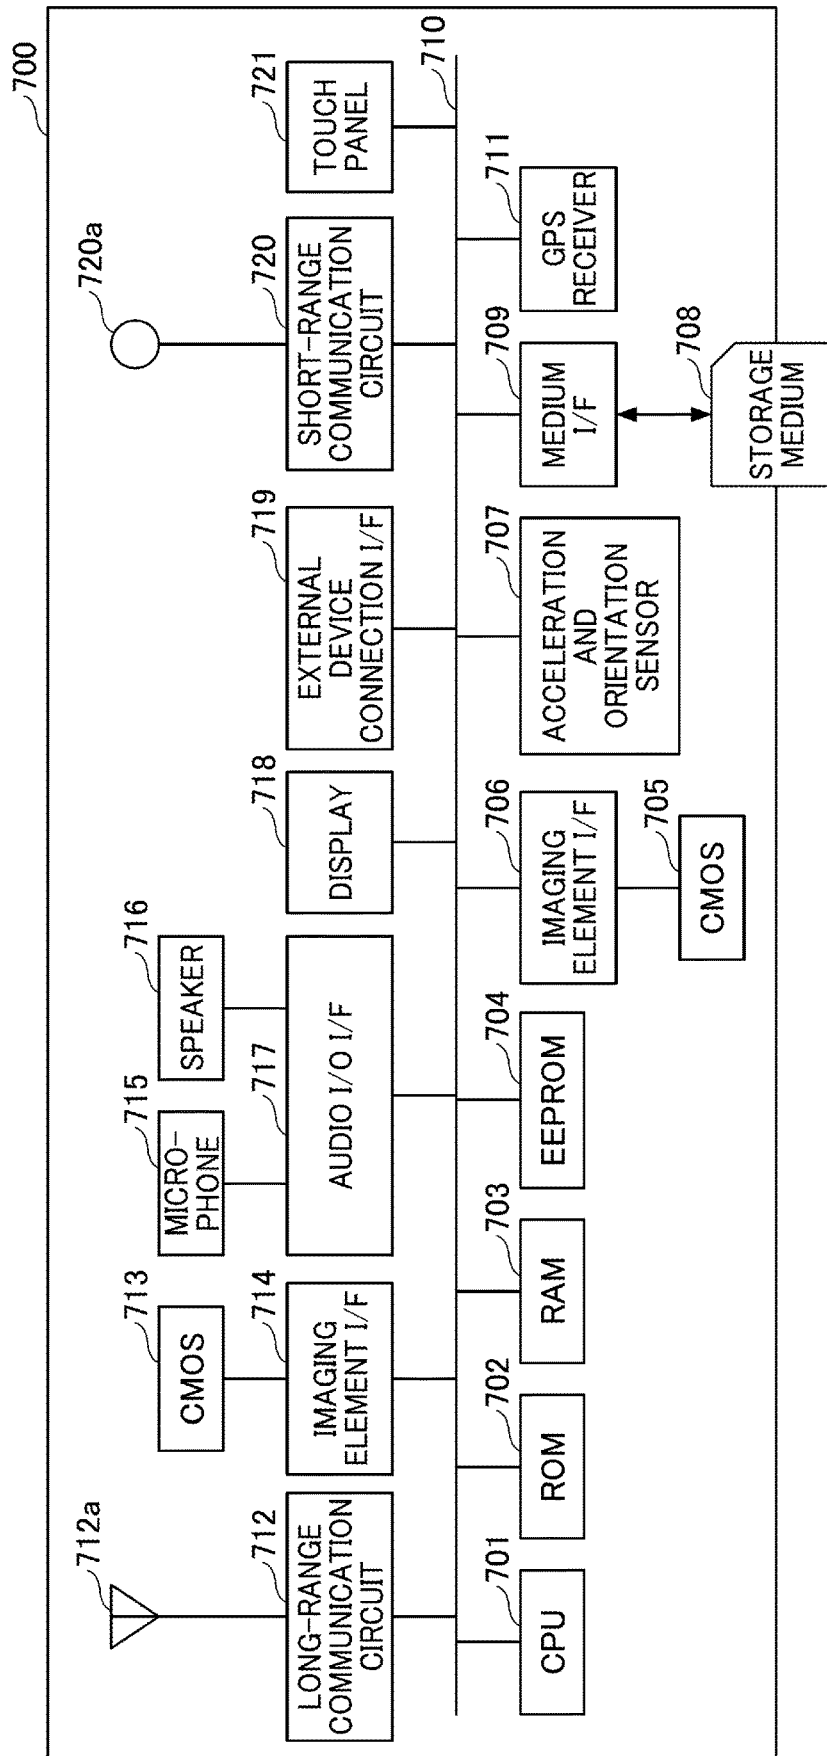 700
712a
720a
713
CMOS
715
MICRO-
PHONE
716
SPEAKER
712
LONG-RANGE
COMMUNICATION
CIRCUIT
714
IMAGING
ELEMENT I/F
717
AUDIO I/O I/F
718
DISPLAY
719
EXTERNAL
DEVICE
CONNECTION I/F
720
SHORT-RANGE
COMMUNICATION
CIRCUIT
721
TOUCH
PANEL
710
701
CPU
702
ROM
703
RAM
704
EEPROM
706
IMAGING
ELEMENT I/F
707
ACCELERATION
AND
ORIENTATION
SENSOR
709
MEDIUM
I/F
711
GPS
RECEIVER
705
CMOS
708
STORAGE
MEDIUM